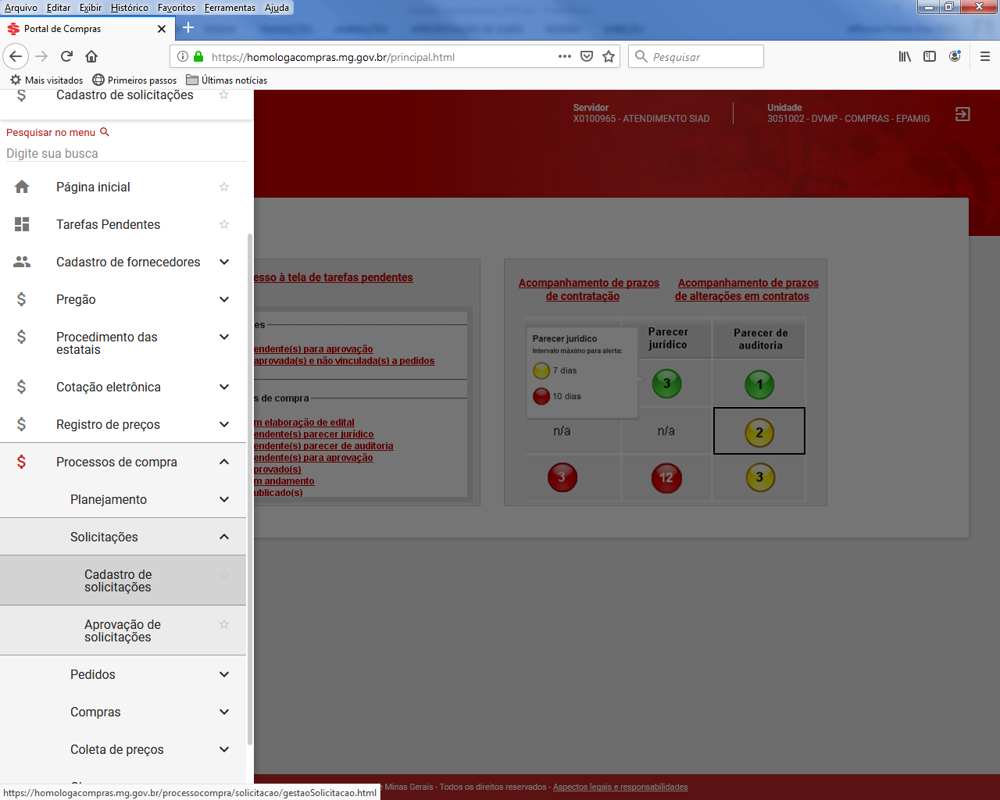 Arquivo Editar Exibir Histórico Favoritos Ferramentas Ajuda
Portal de Compras
https://homologacompras.mg.gov.br/principal.html
Pesquisar
Mais visitados Primeiros passos Últimas notícias
Cadastro de solicitações
Servidor
X0100965 - ATENDIMENTO SIAD
Unidade
3051002 - DVMP - COMPRAS - EPAMIG
Pesquisar no menu
Digite sua busca
Página inicial
Tarefas Pendentes
Cadastro de fornecedores
Pregão
Procedimento das
estatais
Cotação eletrônica
Registro de preços
Processos de compra
Planejamento
Solicitações
Cadastro de
solicitações
Aprovação de
solicitações
Pedidos
Compras
Coleta de preços
esso à tela de tarefas pendentes
es
endente(s) para aprovação
aprovada(s) e não vinculada(s) a pedidos
s de compra
m elaboração de edital
endente(s) parecer jurídico
endente(s) parecer de auditoria
endente(s) para aprovação
provado(s)
m andamento
ublicado(s)
Acompanhamento de prazos
de contratação
Acompanhamento de prazos
de alterações em contratos
Parecer
jurídico
Parecer de
auditoria
Parecer jurídico
Intervalo máximo para alerta:
7 dias
10 dias
3 1
n/a n/a 2
3 12 3
e Minas Gerais - Todos os direitos reservados - Aspectos legais e responsabilidades
https://homologacompras.mg.gov.br/processocompra/solicitacao/gestaoSolicitacao.html